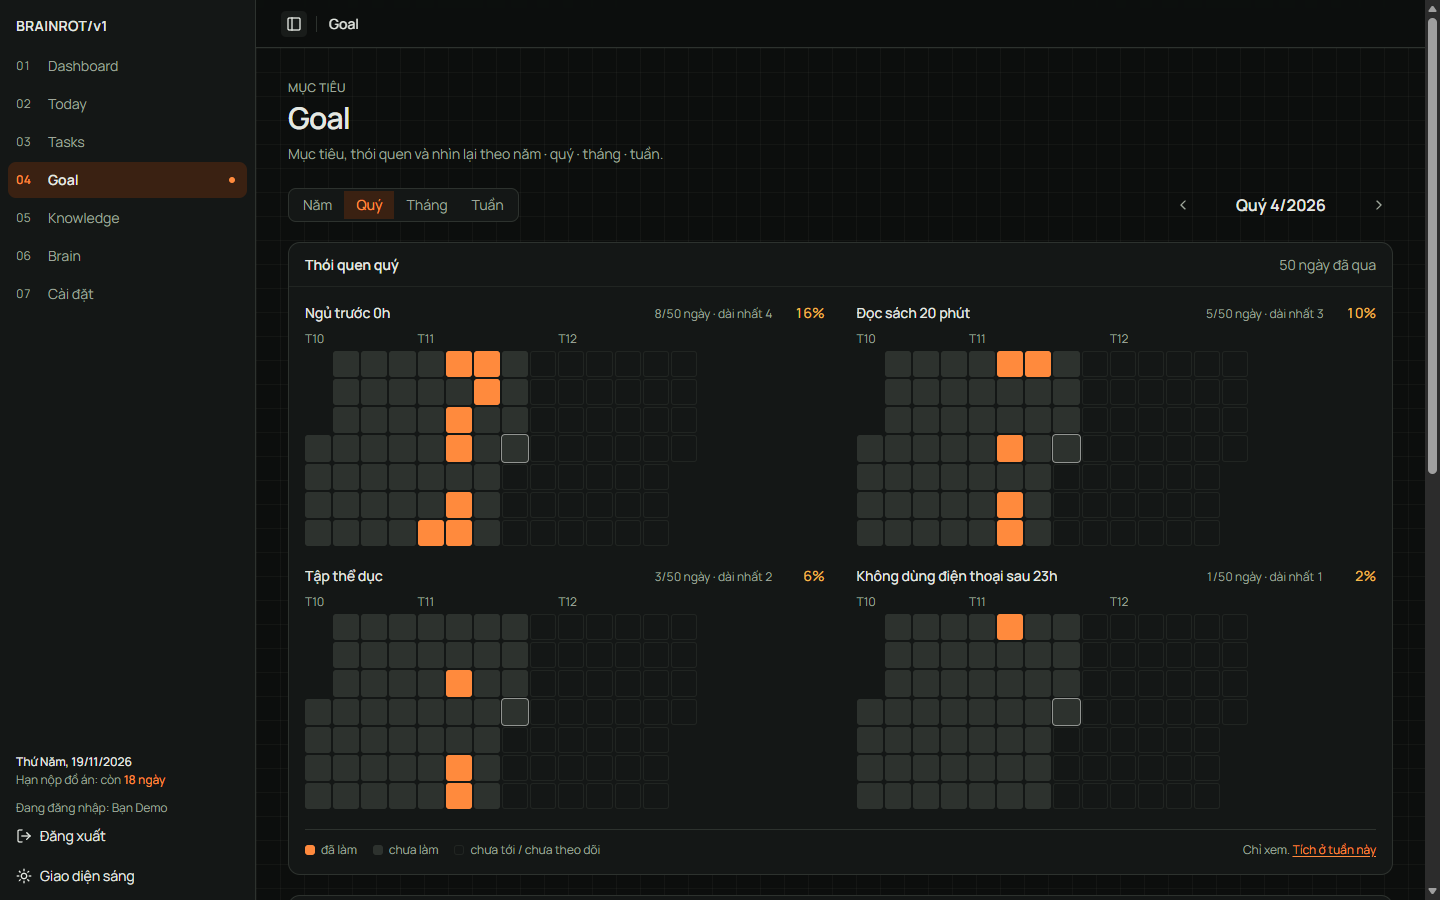 BRAINROT/v1
01 Dashboard
02 Today
03 Tasks
04 Goal
05 Knowledge
06 Brain
07 Cài đặt
Thứ Năm, 19/11/2026
Hạn nộp đồ án: còn 18 ngày
Đang đăng nhập: Bạn Demo
Đăng xuất
Giao diện sáng
Goal
MỤC TIÊU
Goal
Mục tiêu, thói quen và nhìn lại theo năm · quý · tháng · tuần.
Năm Quý Tháng Tuần
Quý 4/2026
Thói quen quý
50 ngày đã qua
Ngủ trước 0h
8/50 ngày · dài nhất 4 16%
T10 T11 T12
Đọc sách 20 phút
5/50 ngày · dài nhất 3 10%
T10 T11 T12
Tập thể dục
3/50 ngày · dài nhất 2 6%
T10 T11 T12
Không dùng điện thoại sau 23h
1/50 ngày · dài nhất 1 2%
T10 T11 T12
đã làm chưa làm chưa tới / chưa theo dõi
Chỉ xem. Tích ở tuần này